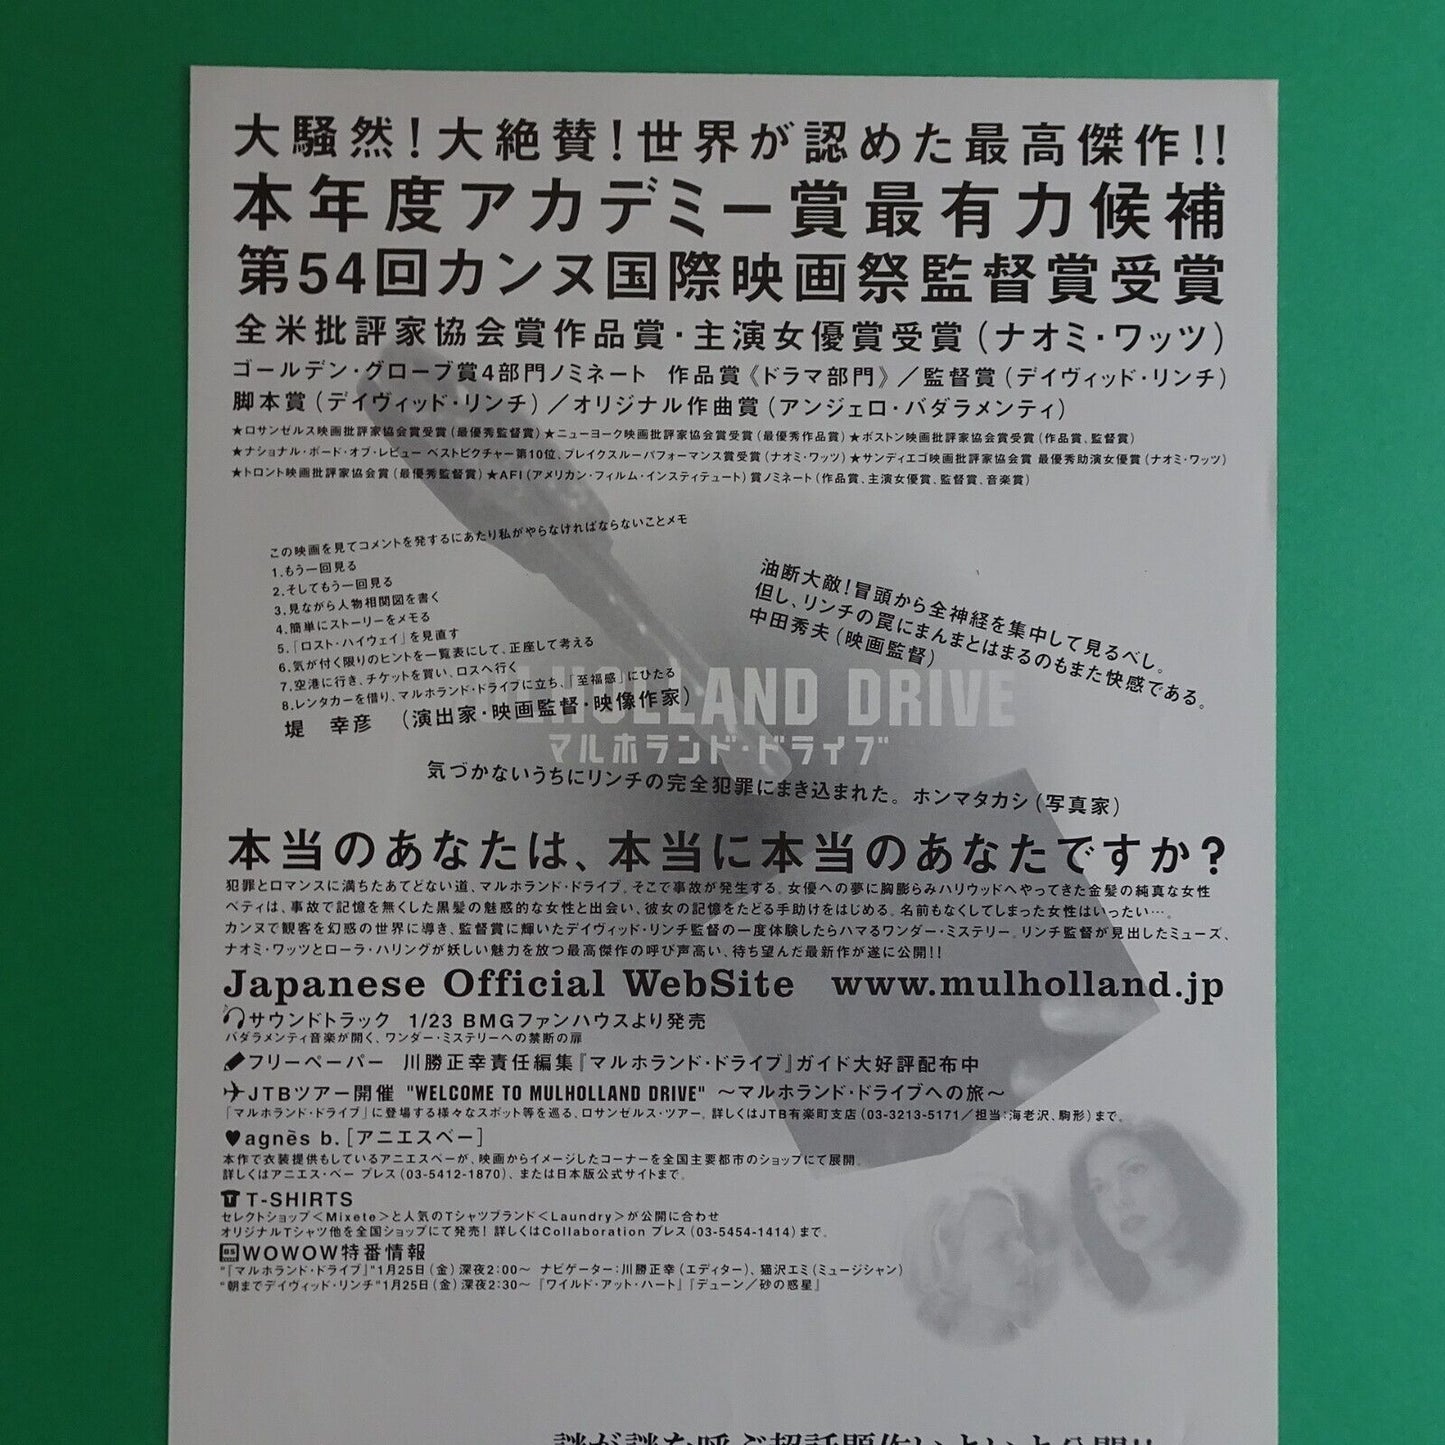 大騒然！大絶賛！世界が認めた最高傑作!!
本年度アカデミー賞最有力候補
第54回カンヌ国際映画祭監督賞受賞
全米批評家協会賞作品賞・主演女優賞受賞（ナオミ・ワッツ）
ゴールデン・グローブ賞4部門ノミネート 作品賞《ドラマ部門》／監督賞（デイヴィッド・リンチ）
脚本賞（デイヴィッド・リンチ）／オリジナル作曲賞（アンジェロ・バダラメンティ）
★ロサンゼルス映画批評家協会賞受賞（最優秀監督賞）★ニューヨーク映画批評家協会賞受賞（最優秀作品賞）★ボストン映画批評家協会賞受賞（作品賞、監督賞）
★ナショナル・ボード・オブ・レビュー ベストピクチャー第10位、ブレイクスルーパフォーマンス賞受賞（ナオミ・ワッツ）★サンディエゴ映画批評家協会賞 最優秀助演女優賞（ナオミ・ワッツ）
★トロント映画批評家協会賞（最優秀監督賞）★AFI（アメリカン・フィルム・インスティテュート）賞ノミネート（作品賞、主演女優賞、監督賞、音楽賞）
この映画を見てコメントを発するにあたり私がやらなければならないことメモ
1.もう一回見る
2.そしてもう一回見る
3.見ながら人物相関図を書く
4.簡単にストーリーをメモる
5.「ロスト・ハイウェイ」を見直す
6.気が付く限りのヒントを一覧表にして、正座して考える
7.空港に行き、チケットを買い、ロスへ行く
8.レンタカーを借り、マルホランド・ドライブに立ち、「至福感」にひたる
堤 幸彦 （演出家・映画監督・映像作家）
油断大敵！冒頭から全神経を集中して見るべし。
但し、リンチの罠にまんまとはまるのもまた快感である。
中田秀夫（映画監督）
MULHOLLAND DRIVE
マルホランド・ドライブ
気づかないうちにリンチの完全犯罪にまき込まれた。ホンマタカシ（写真家）
本当のあなたは、本当に本当のあなたですか？
犯罪とロマンスに満ちたあてどない道、マルホランド・ドライブ。そこで事故が発生する。女優への夢に胸膨らみハリウッドへやってきた金髪の純真な女性
ベティは、事故で記憶を無くした黒髪の魅惑的な女性と出会い、彼女の記憶をたどる手助けをはじめる。名前もなくしてしまった女性はいったい…。
カンヌで観客を幻惑の世界に導き、監督賞に輝いたデイヴィッド・リンチ監督の一度体験したらハマるワンダー・ミステリー。リンチ監督が見出したミューズ、
ナオミ・ワッツとローラ・ハリングが妖しい魅力を放つ最高傑作の呼び声高い、待ち望んだ最新作が遂に公開!!
Japanese Official WebSite www.mulholland.jp
サウンドトラック 1/23 BMGファンハウスより発売
バダラメンティ音楽が開く、ワンダー・ミステリーへの禁断の扉
フリーペーパー 川勝正幸責任編集『マルホランド・ドライブ』ガイド大好評配布中
JTBツアー開催 "WELCOME TO MULHOLLAND DRIVE" ～マルホランド・ドライブへの旅～
「マルホランド・ドライブ」に登場する様々なスポット等を巡る、ロサンゼルス・ツアー。詳しくはJTB有楽町支店（03-3213-5171／担当：海老沢、駒形）まで。
♥agnès b.［アニエスベー］
本作で衣装提供もしているアニエスベーが、映画からイメージしたコーナーを全国主要都市のショップにて展開。
詳しくはアニエス・ベー プレス（03-5412-1870）、または日本版公式サイトまで。
T T-SHIRTS
セレクトショップ＜Mixete＞と人気のTシャツブランド＜Laundry＞が公開に合わせ
オリジナルTシャツ他を全国ショップにて発売！詳しくはCollaboration プレス（03-5454-1414）まで。
BS WOWOW特番情報
"『マルホランド・ドライブ』"1月25日（金）深夜2:00～ ナビゲーター：川勝正幸（エディター）、猫沢エミ（ミュージシャン）
"朝までデイヴィッド・リンチ"1月25日（金）深夜2:30～『ワイルド・アット・ハート』『デューン／砂の惑星』
謎が謎を呼ぶ超話題作いよいよ公開!!